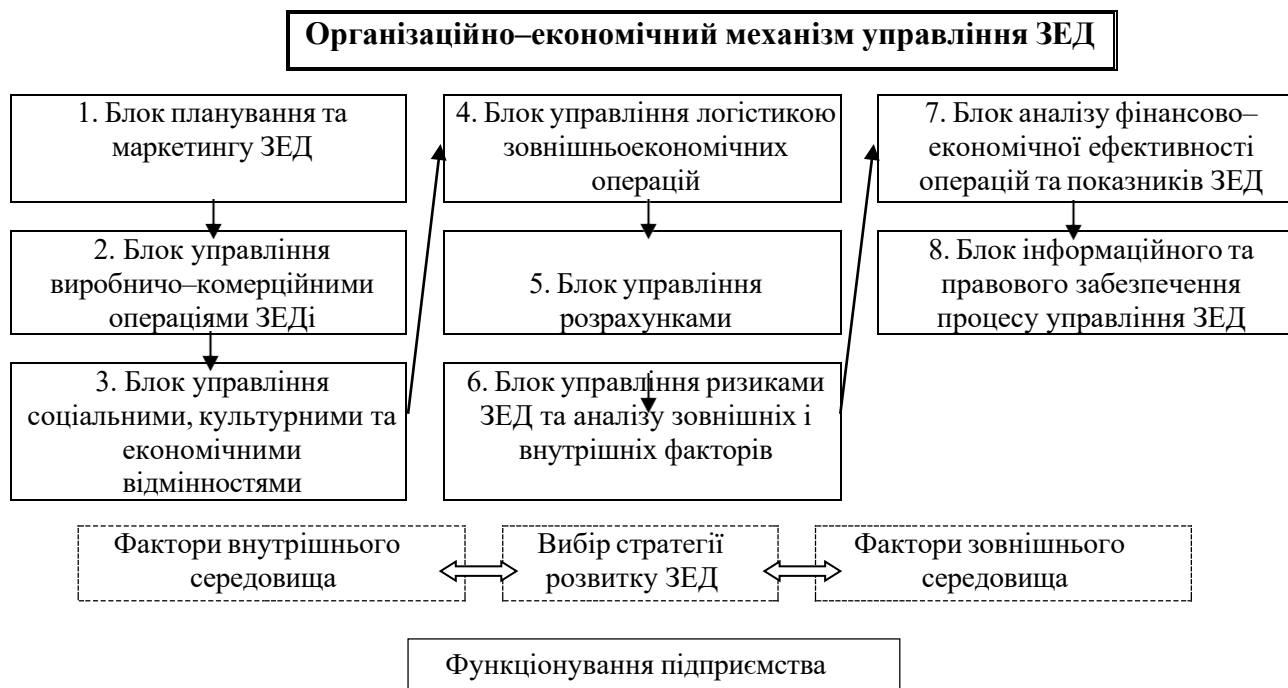 Організаційно–економічний механізм управління ЗЕД
1. Блок планування та
маркетингу ЗЕД
2. Блок управління
виробничо–комерційними
операціями ЗЕДі
3. Блок управління
соціальними, культурними та
економічними
відмінностями
4. Блок управління логістикою
зовнішньоекономічних
операцій
5. Блок управління
розрахунками
6. Блок управління ризиками
ЗЕД та аналізу зовнішніх і
внутрішніх факторів
7. Блок аналізу фінансово–
економічної ефективності
операцій та показників ЗЕД
8. Блок інформаційного та
правового забезпечення
процесу управління ЗЕД
Фактори внутрішнього
середовища
Вибір стратегії
розвитку ЗЕД
Фактори зовнішнього
середовища
Функціонування підприємства